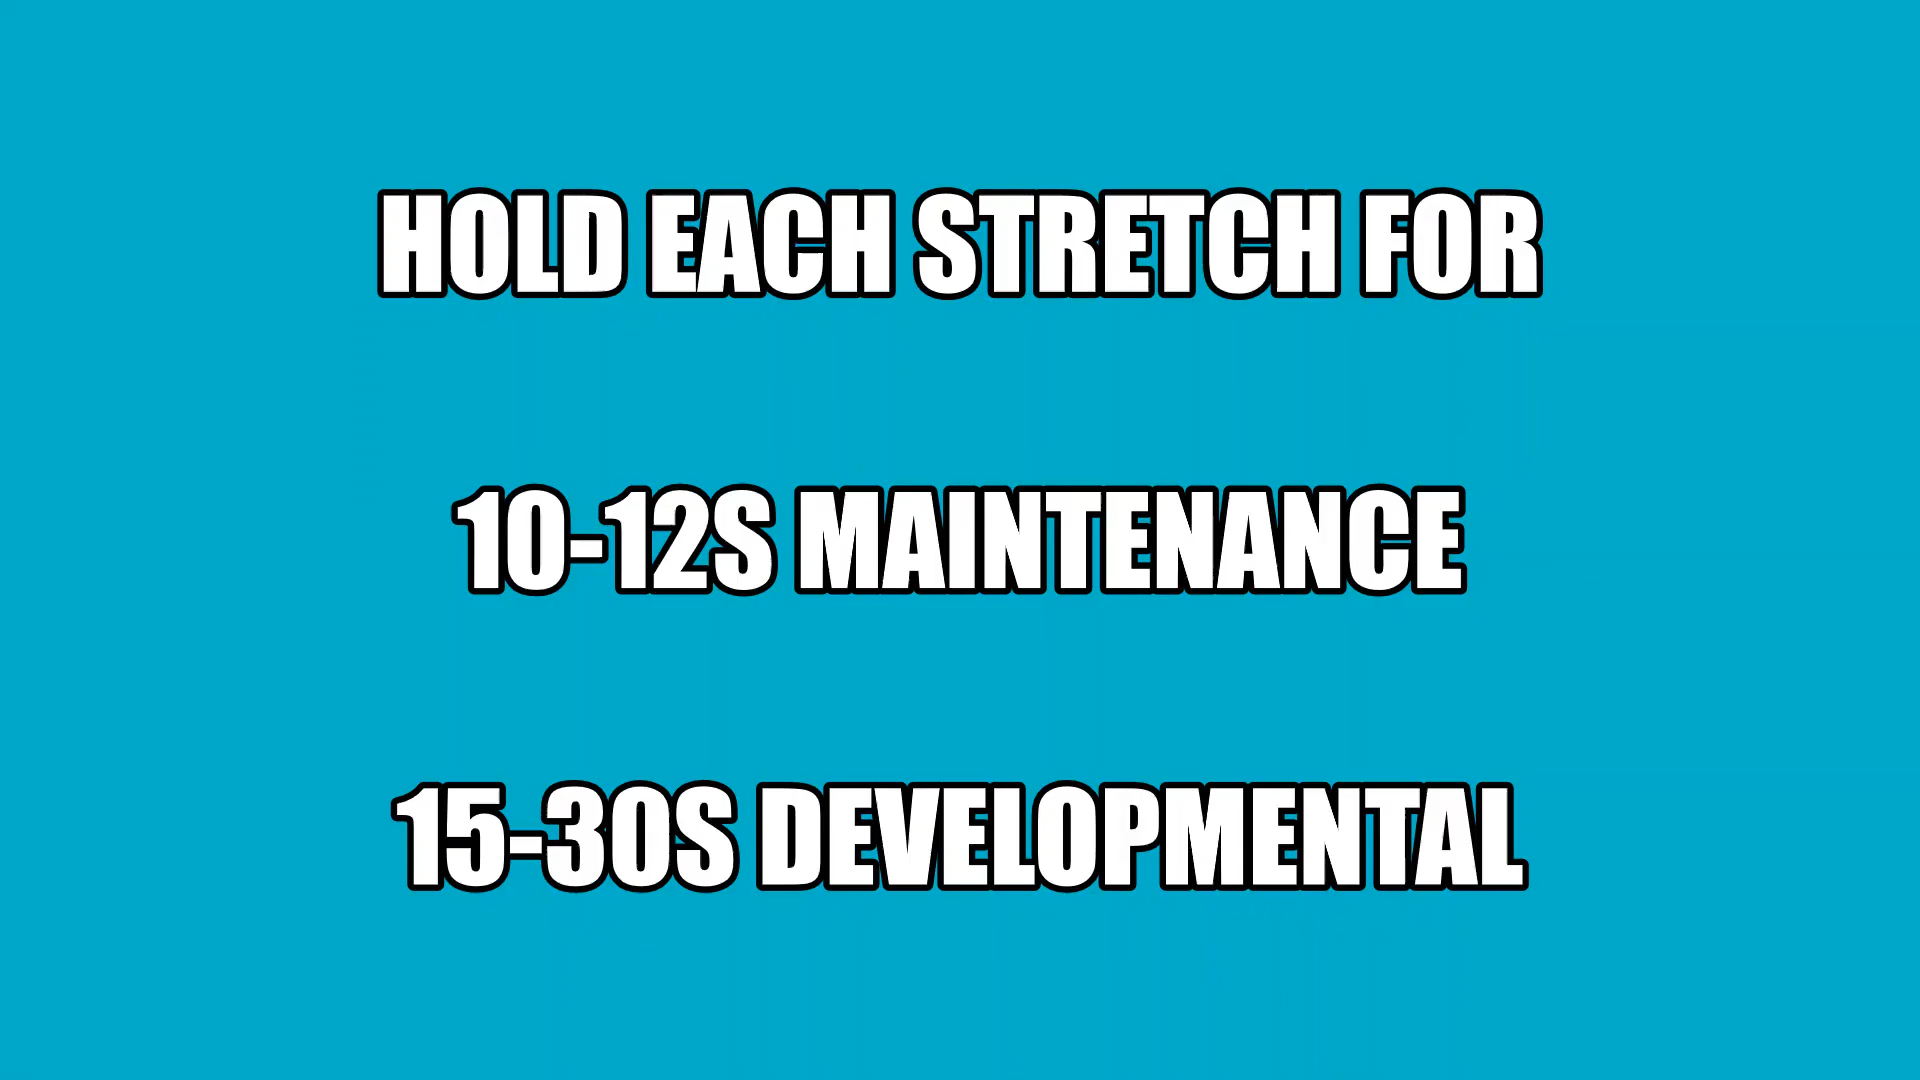 HOLD EACH STRETCH FOR
10-12S MAINTENANCE
15-30S DEVELOPMENTAL